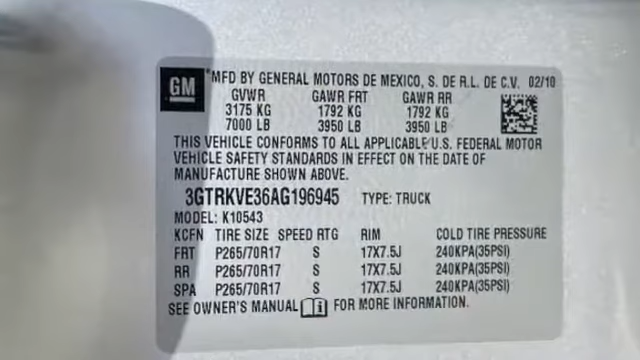 GM
*MFD BY GENERAL MOTORS DE MEXICO, S. DE R.L. DE C.V. 02/10
GVWR GAWR FRT GAWR RR
3175 KG 1792 KG 1792 KG
7000 LB 3950 LB 3950 LB
THIS VEHICLE CONFORMS TO ALL APPLICABLE U.S. FEDERAL MOTOR
VEHICLE SAFETY STANDARDS IN EFFECT ON THE DATE OF
MANUFACTURE SHOWN ABOVE.
3GTRKVE36AG196945 TYPE: TRUCK
MODEL: K10543
KCFN TIRE SIZE SPEED RTG RIM COLD TIRE PRESSURE
FRT P265/70R17 S 17X7.5J 240KPA(35PSI)
RR P265/70R17 S 17X7.5J 240KPA(35PSI)
SPA P265/70R17 S 17X7.5J 240KPA(35PSI)
SEE OWNER'S MANUAL FOR MORE INFORMATION.